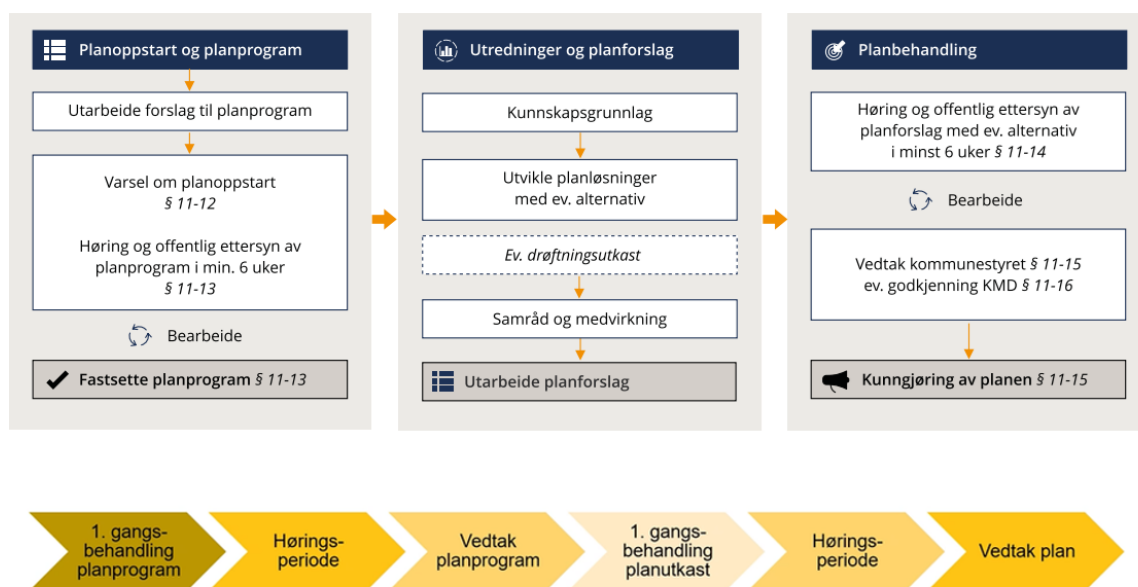 Planoppstart og planprogram
Utarbeide forslag til planprogram
Varsel om planoppstart
§ 11-12
Høring og offentlig ettersyn av
planprogram i min. 6 uker
§ 11-13
Bearbeide
Fastsette planprogram § 11-13
Utredninger og planforslag
Kunnskapsgrunnlag
Utvikle planløsninger
med ev. alternativ
Ev. drøftningsutkast
Samråd og medvirkning
Utarbeide planforslag
Planbehandling
Høring og offentlig ettersyn av
planforslag med ev. alternativ
i minst 6 uker § 11-14
Bearbeide
Vedtak kommunestyret § 11-15
ev. godkjenning KMD § 11-16
Kunngjøring av planen § 11-15
1. gangs-
behandling
planprogram
Hørings-
periode
Vedtak
planprogram
1. gangs-
behandling
planutkast
Hørings-
periode
Vedtak plan